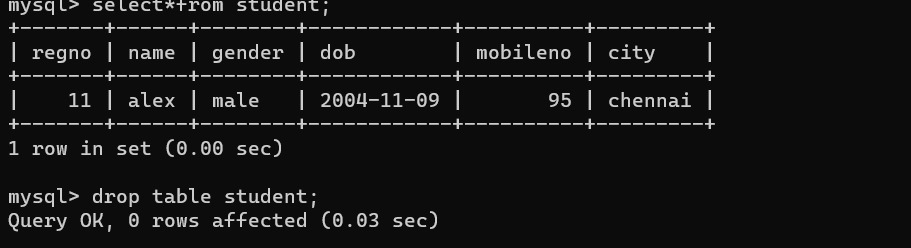 mysql> select*from student;
+-------+------+--------+------------+----------+---------+
| regno | name | gender | dob        | mobileno | city    |
+-------+------+--------+------------+----------+---------+
|    11 | alex | male   | 2004-11-09 |       95 | chennai |
+-------+------+--------+------------+----------+---------+
1 row in set (0.00 sec)
mysql> drop table student;
Query OK, 0 rows affected (0.03 sec)